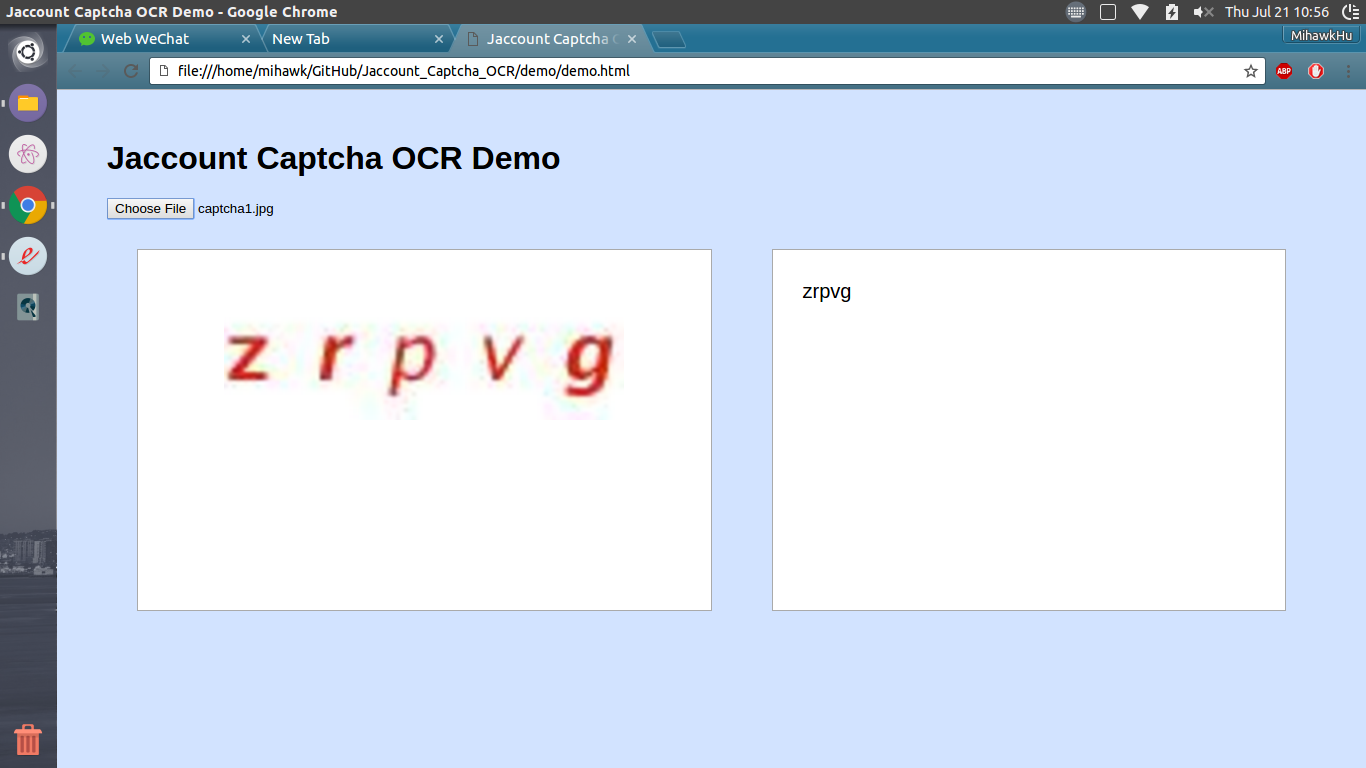 Jaccount Captcha OCR Demo - Google Chrome
Thu Jul 21 10:56
Web WeChat
New Tab
Jaccount Captcha
MihawkHu
file:///home/mihawk/GitHub/Jaccount_Captcha_OCR/demo/demo.html
ABP
Jaccount Captcha OCR Demo
Choose File captcha1.jpg
z r p v g
zrpvg